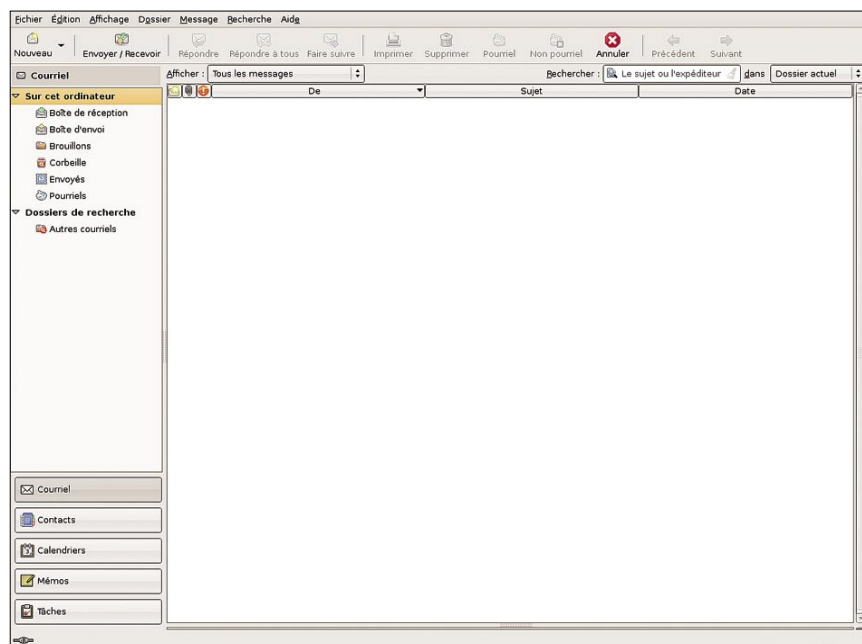 Fichier Édition Affichage Dossier Message Recherche Aide
Nouveau Envoyer / Recevoir Répondre Répondre à tous Faire suivre Imprimer Supprimer Pourriel Non pourriel Annuler Précédent Suivant
Courriel
Afficher : Tous les messages Rechercher : Le sujet ou l'expéditeur dans Dossier actuel
De Sujet Date
Sur cet ordinateur
Boîte de réception
Boîte d'envoi
Brouillons
Corbeille
Envoyés
Pourriels
Dossiers de recherche
Autres courriels
Courriel
Contacts
Calendriers
Mémos
Tâches